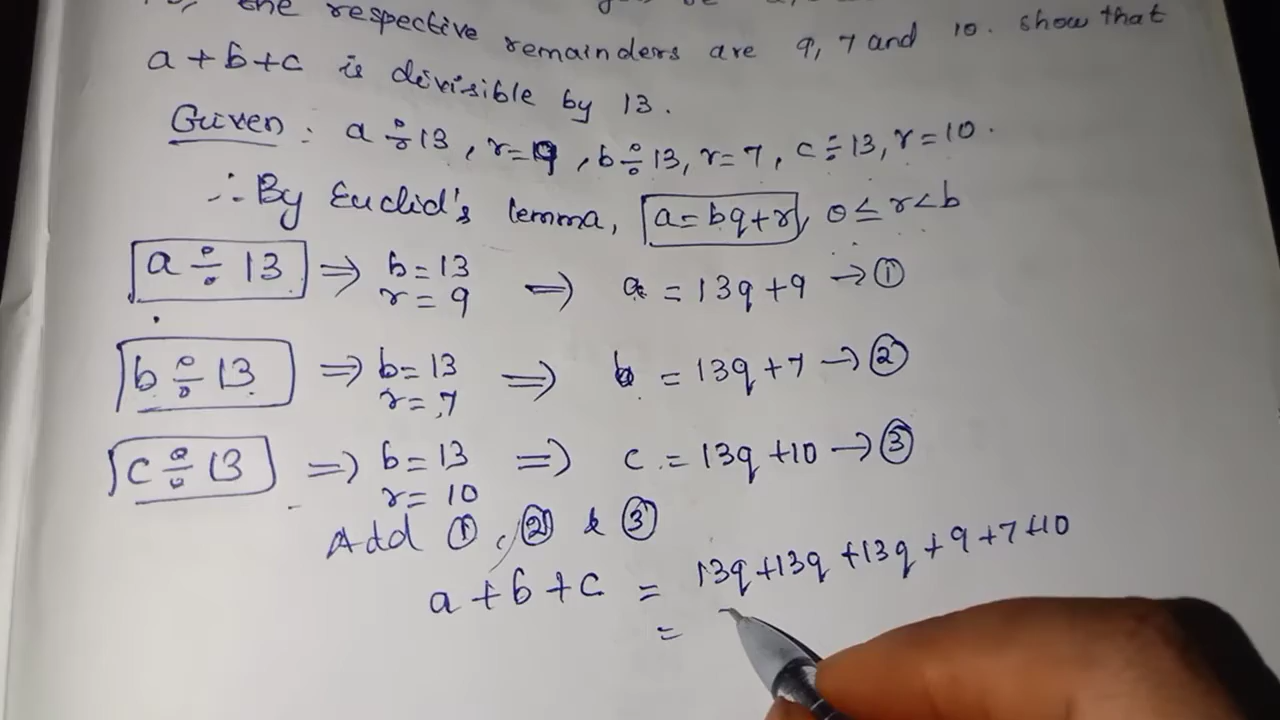 the respective remainders are 9, 7 and 10. show that
a+b+c is divisible by 13.
Given: a÷13, r=9, b÷13, r=7, c÷13, r=10.
∴ By Euclid's lemma, a=bq+r, 0≤r<b
a÷13 ⇒ b=13 r=9 ⇒ a = 13q+9 → ①
b÷13 ⇒ b=13 r=7 ⇒ b = 13q+7 → ②
c÷13 ⇒ b=13 r=10 ⇒ c = 13q+10 → ③
Add ①, ② & ③
a+b+c = 13q+13q+13q+9+7+10
=